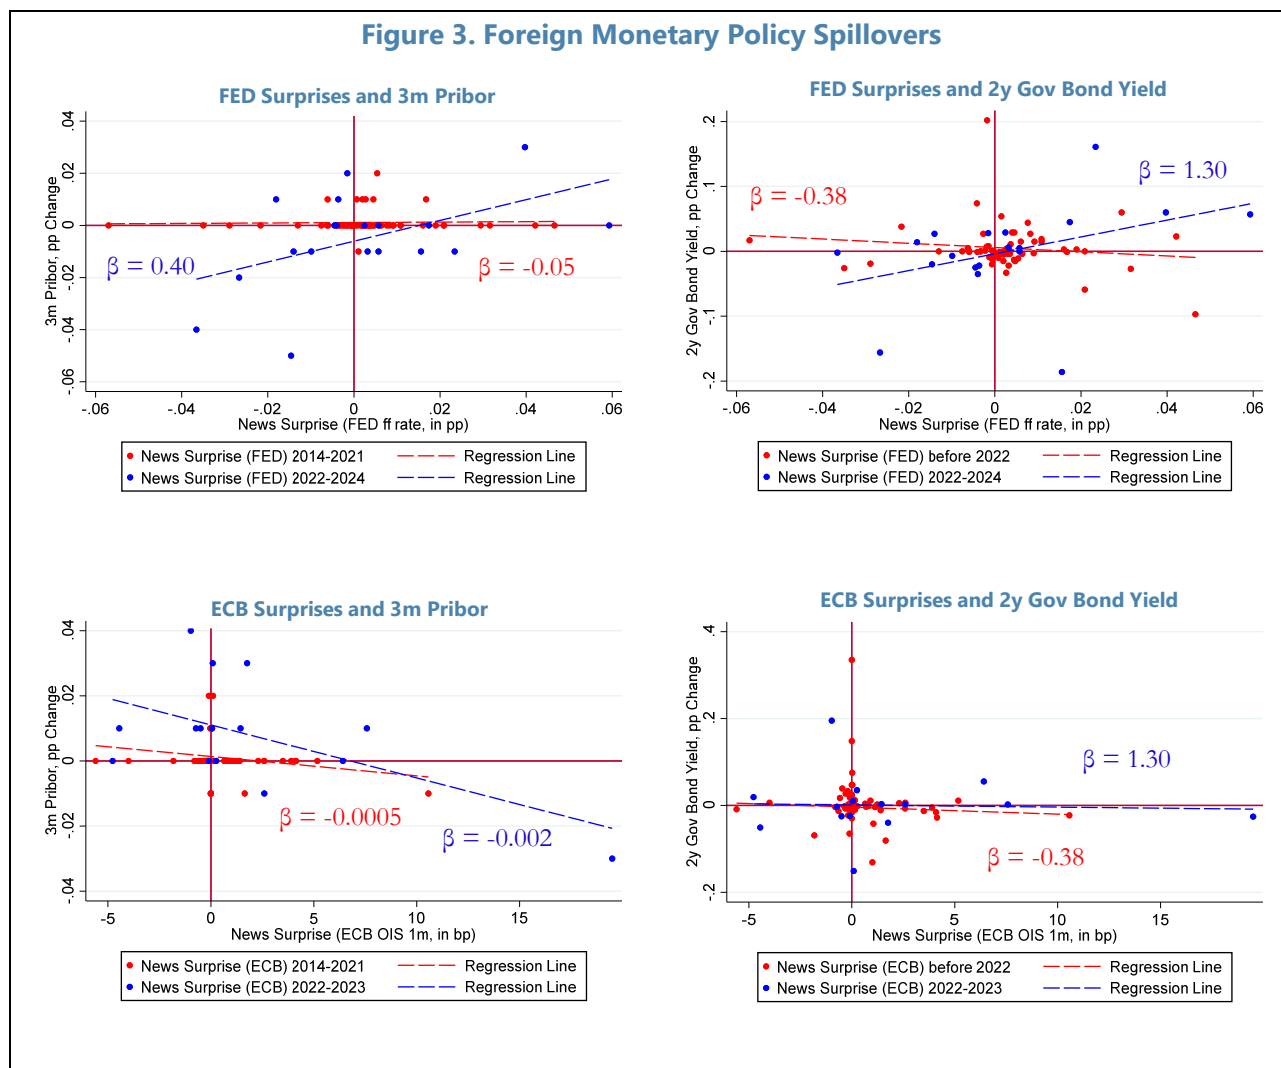 Figure 3. Foreign Monetary Policy Spillovers
FED Surprises and 3m Pribor
3m Pribor, pp Change
.04
.02
0
-.02
-.04
-.06
β = 0.40
β = -0.05
-.06
-.04
-.02
0
.02
.04
.06
News Surprise (FED ff rate, in pp)
News Surprise (FED) 2014-2021
Regression Line
News Surprise (FED) 2022-2024
Regression Line
FED Surprises and 2y Gov Bond Yield
2y Gov Bond Yield, pp Change
.2
.1
0
-.1
-.2
β = -0.38
β = 1.30
-.06
-.04
-.02
0
.02
.04
.06
News Surprise (FED ff rate, in pp)
News Surprise (FED) before 2022
Regression Line
News Surprise (FED) 2022-2024
Regression Line
ECB Surprises and 3m Pribor
3m Pribor, pp Change
.04
.02
0
-.02
-.04
β = -0.0005
β = -0.002
-5
0
5
10
15
News Surprise (ECB OIS 1m, in bp)
News Surprise (ECB) 2014-2021
Regression Line
News Surprise (ECB) 2022-2023
Regression Line
ECB Surprises and 2y Gov Bond Yield
2y Gov Bond Yield, pp Change
.4
.2
0
-.2
β = 1.30
β = -0.38
-5
0
5
10
15
News Surprise (ECB OIS 1m, in bp)
News Surprise (ECB) before 2022
Regression Line
News Surprise (ECB) 2022-2023
Regression Line